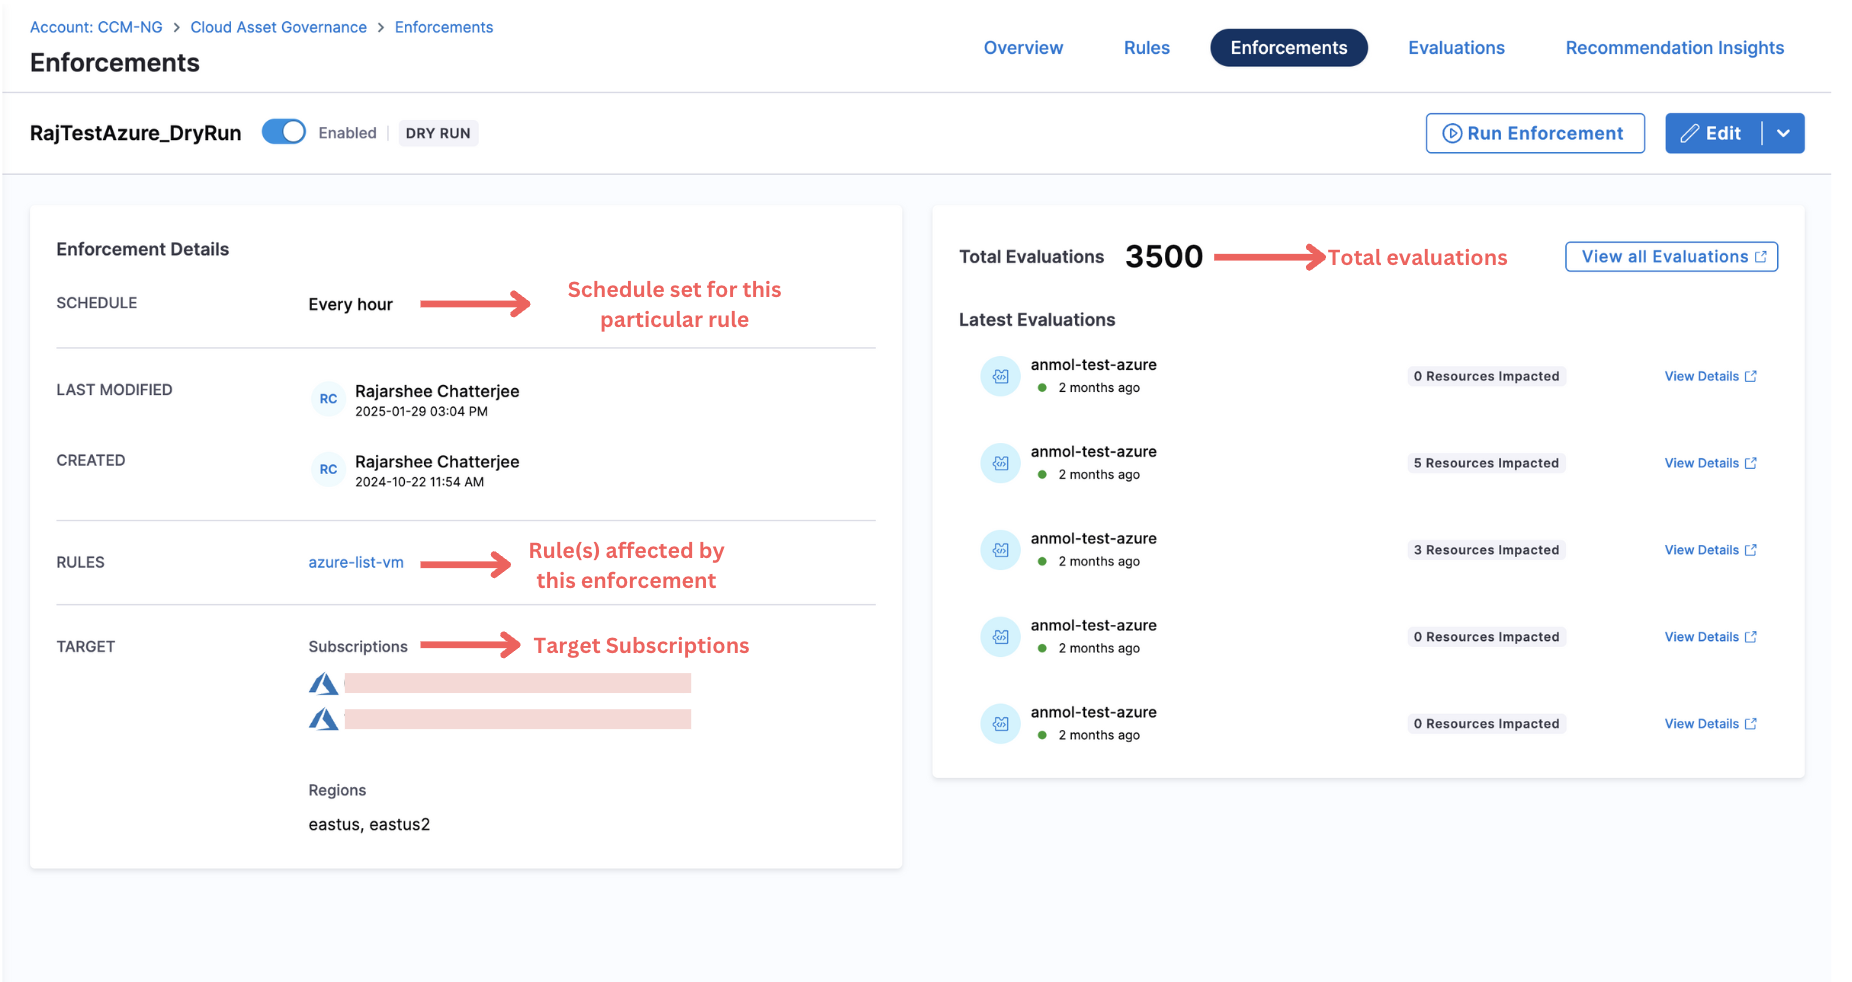 Account: CCM-NG > Cloud Asset Governance > Enforcements
Enforcements
Overview
Rules
Enforcements
Evaluations
Recommendation Insights
RajTestAzure_DryRun
Enabled
DRY RUN
Run Enforcement
Edit
Enforcement Details
SCHEDULE
Every hour
Schedule set for this
particular rule
LAST MODIFIED
RC
Rajarshee Chatterjee
2025-01-29 03:04 PM
CREATED
RC
Rajarshee Chatterjee
2024-10-22 11:54 AM
RULES
azure-list-vm
Rule(s) affected by
this enforcement
TARGET
Subscriptions
Target Subscriptions
Regions
eastus, eastus2
Total Evaluations
3500
Total evaluations
View all Evaluations
Latest Evaluations
anmol-test-azure
2 months ago
0 Resources Impacted
View Details
anmol-test-azure
2 months ago
5 Resources Impacted
View Details
anmol-test-azure
2 months ago
3 Resources Impacted
View Details
anmol-test-azure
2 months ago
0 Resources Impacted
View Details
anmol-test-azure
2 months ago
0 Resources Impacted
View Details